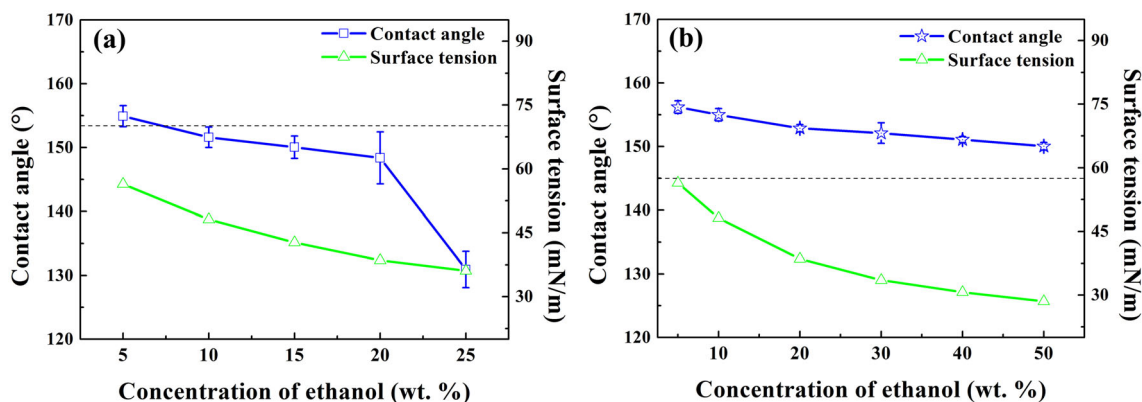 (a)
Contact angle
Surface tension
170
160
150
140
130
120
Contact angle (°)
90
75
60
45
30
Surface tension (mN/m)
5 10 15 20 25
Concentration of ethanol (wt. %)
(b)
Contact angle
Surface tension
170
160
150
140
130
120
Contact angle (°)
90
75
60
45
30
Surface tension (mN/m)
10 20 30 40 50
Concentration of ethanol (wt. %)